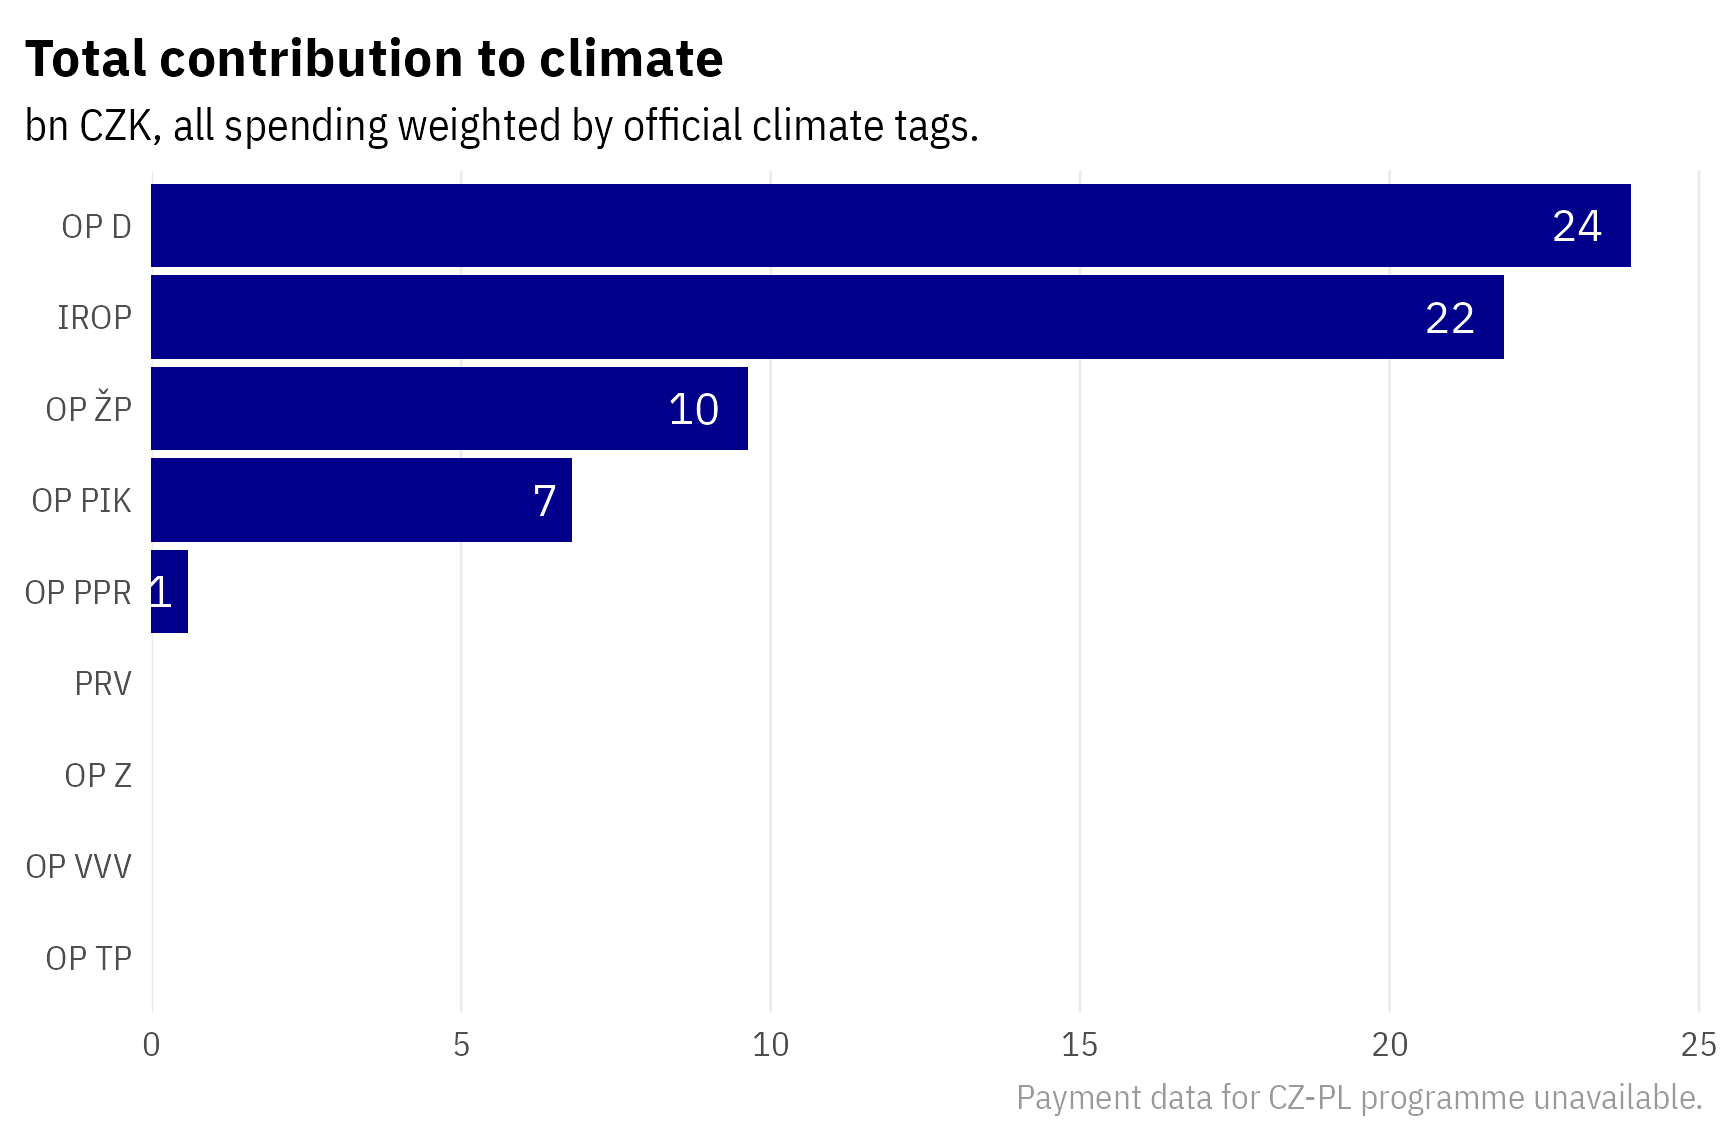 Total contribution to climate
bn CZK, all spending weighted by official climate tags.
OP D 24
IROP 22
OP ŽP 10
OP PIK 7
OP PPR 1
PRV
OP Z
OP VVV
OP TP
0 5 10 15 20 25
Payment data for CZ-PL programme unavailable.